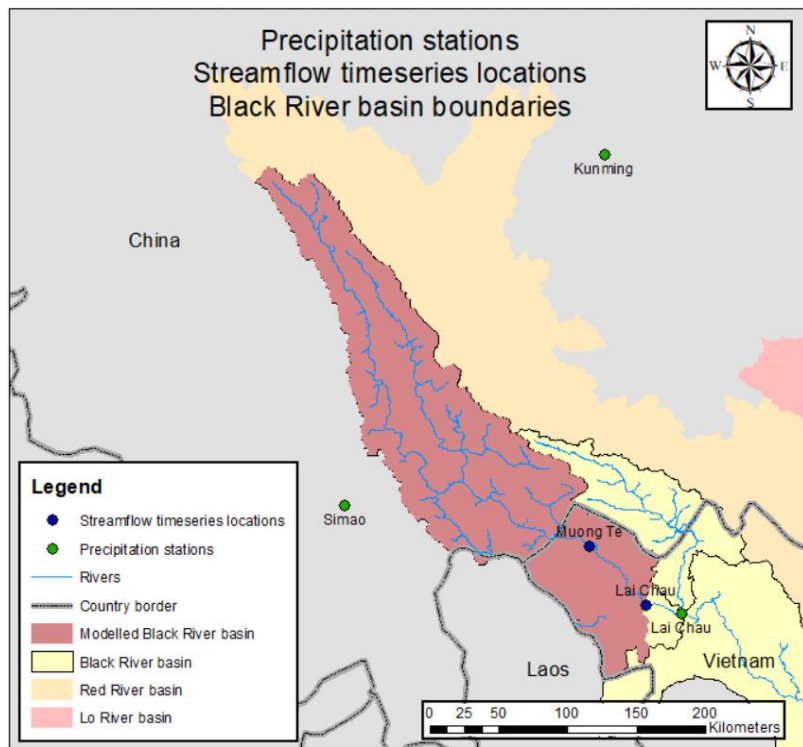 Precipitation stations
Streamflow timeseries locations
Black River basin boundaries
N
W
E
S
Kunming
China
Simao
Muong Te
Lai Chau
Lai Chau
Laos
Vietnam
Legend
Streamflow timeseries locations
Precipitation stations
Rivers
Country border
Modelled Black River basin
Black River basin
Red River basin
Lo River basin
0 25 50 100 150 200
Kilometers